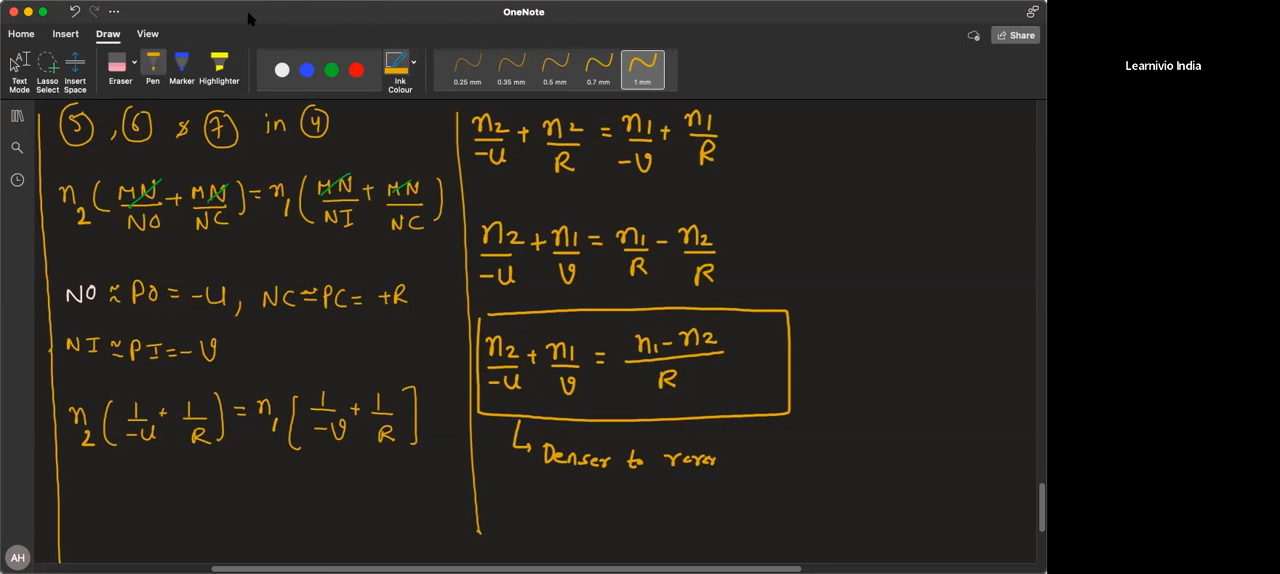 OneNote
Home Insert Draw View
Share
Text Mode
Lasso Select
Insert Space
Eraser
Pen
Marker
Highlighter
Ink Colour
0.25 mm 0.35 mm 0.5 mm 0.7 mm 1 mm
Learnivio India
(5), (6) & (7) in (4)
n₂ ( MN/NO + MN/NC ) = n₁ ( MN/NI + MN/NC )
NO ≈ PO = -u, NC ≃ PC = +R
NI ≃ PI = -v
n₂ ( 1/-u + 1/R ) = n₁ [ 1/-v + 1/R ]
n₂/-u + n₂/R = n₁/-v + n₁/R
n₂/-u + n₁/v = n₁/R - n₂/R
n₂/-u + n₁/v = n₁-n₂/R
↳ Denser to rarer
AH